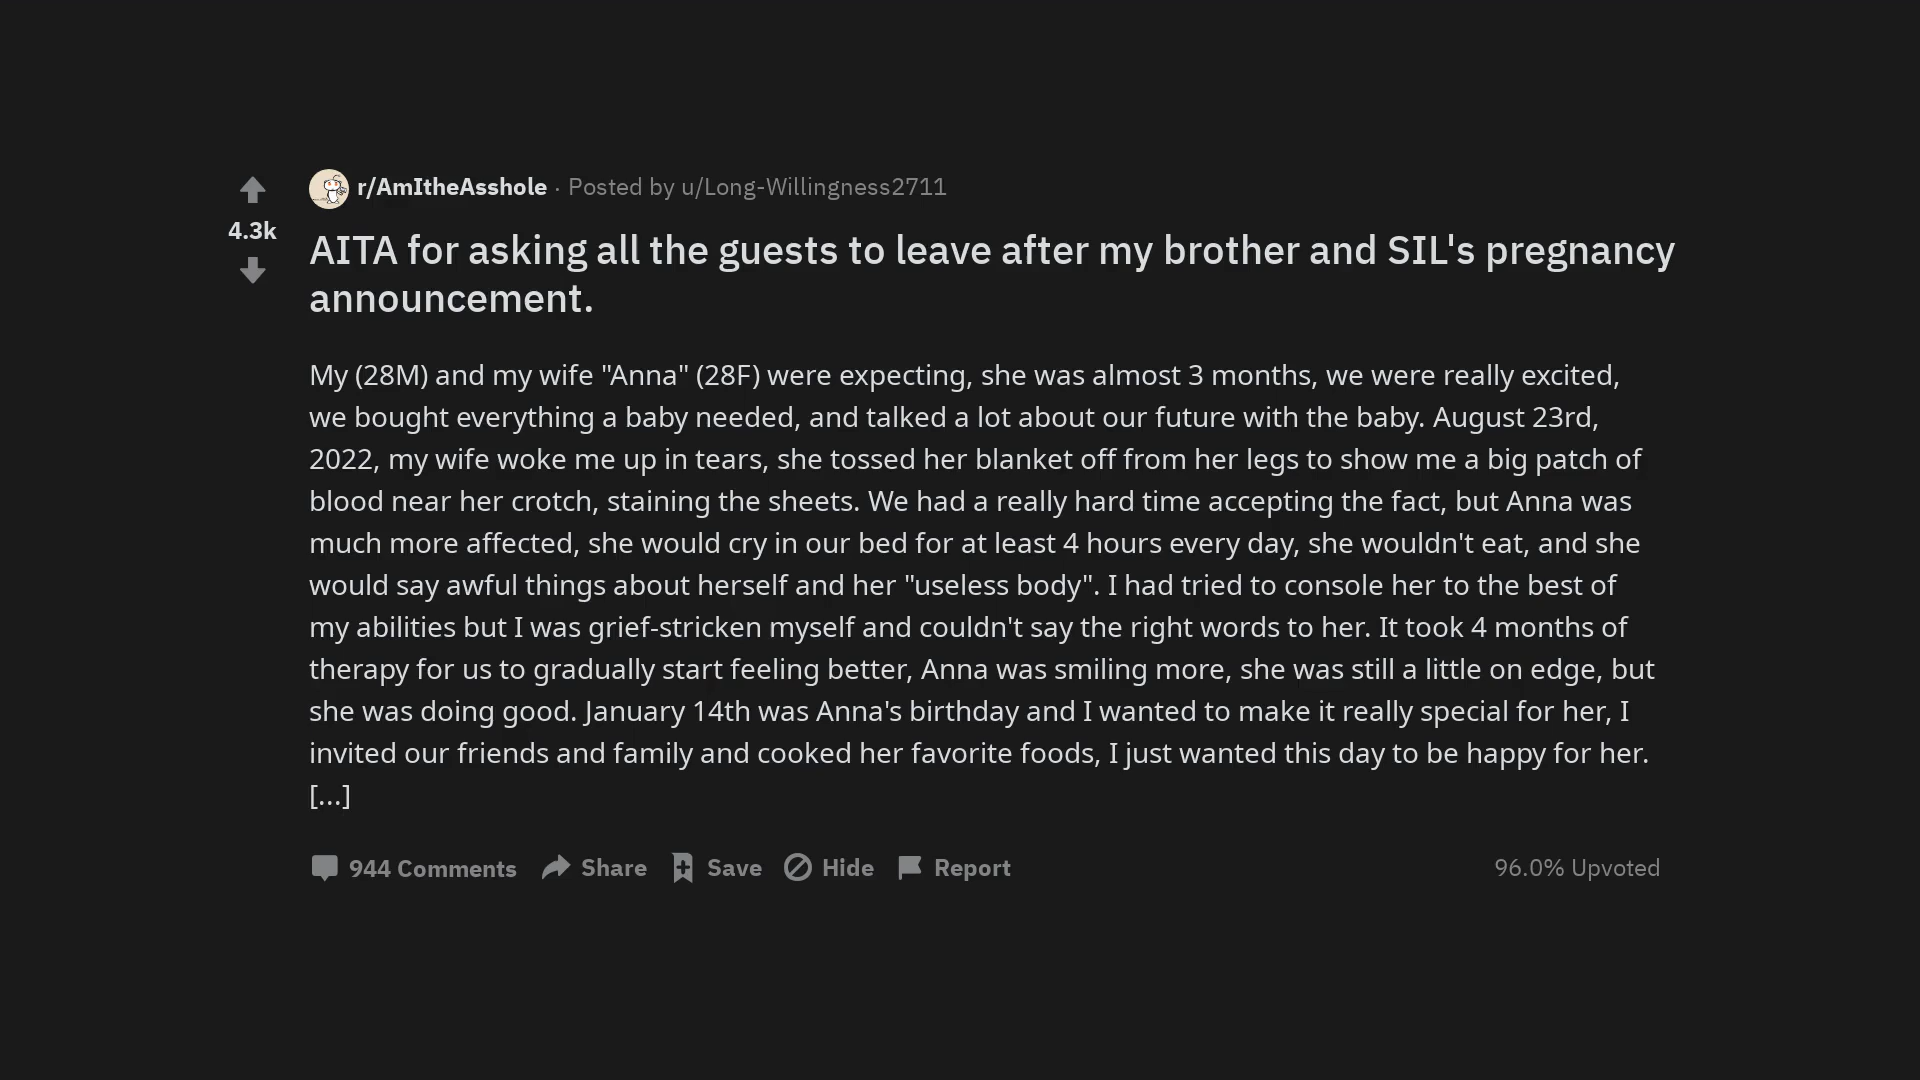 r/AmItheAsshole · Posted by u/Long-Willingness2711
4.3k
AITA for asking all the guests to leave after my brother and SIL's pregnancy
announcement.
My (28M) and my wife "Anna" (28F) were expecting, she was almost 3 months, we were really excited,
we bought everything a baby needed, and talked a lot about our future with the baby. August 23rd,
2022, my wife woke me up in tears, she tossed her blanket off from her legs to show me a big patch of
blood near her crotch, staining the sheets. We had a really hard time accepting the fact, but Anna was
much more affected, she would cry in our bed for at least 4 hours every day, she wouldn't eat, and she
would say awful things about herself and her "useless body". I had tried to console her to the best of
my abilities but I was grief-stricken myself and couldn't say the right words to her. It took 4 months of
therapy for us to gradually start feeling better, Anna was smiling more, she was still a little on edge, but
she was doing good. January 14th was Anna's birthday and I wanted to make it really special for her, I
invited our friends and family and cooked her favorite foods, I just wanted this day to be happy for her.
[...]
944 Comments Share Save Hide Report 96.0% Upvoted